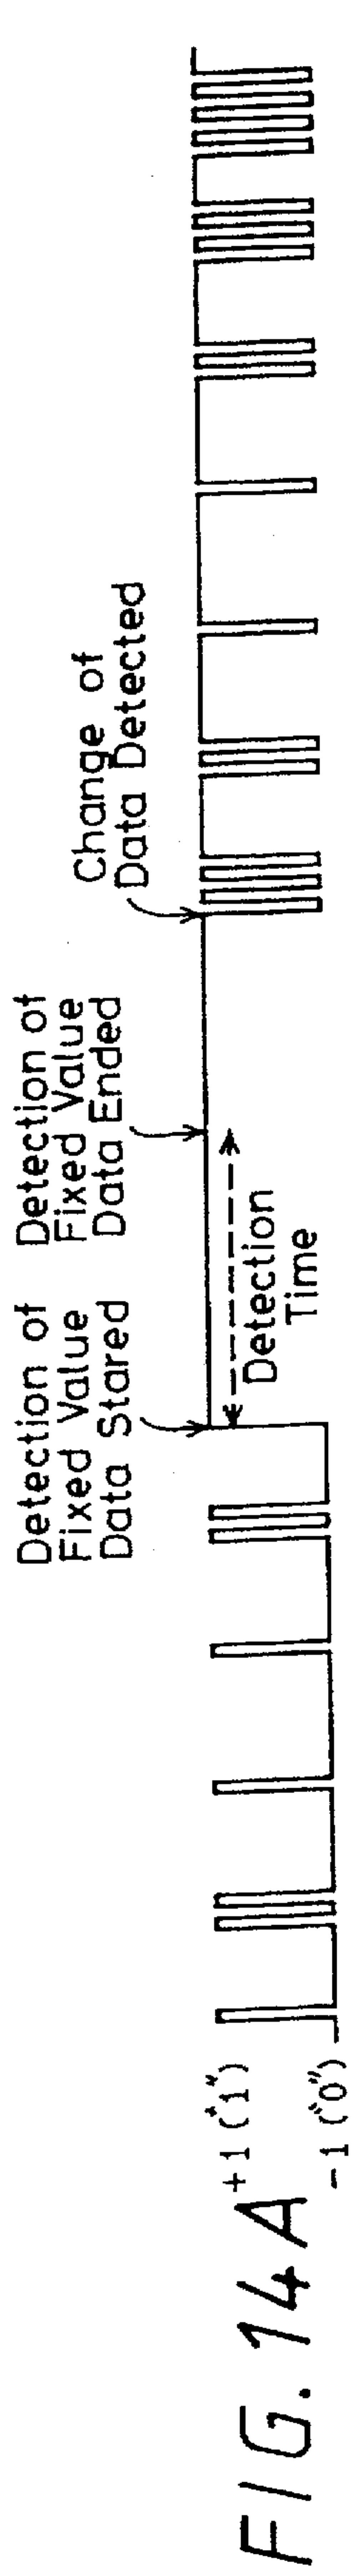 FIG. 14A
+1 ("1")
-1 ("0")
Detection of
Fixed Value
Data Stared
Detection of
Fixed Value
Data Ended
Change of
Data Detected
Detection
Time